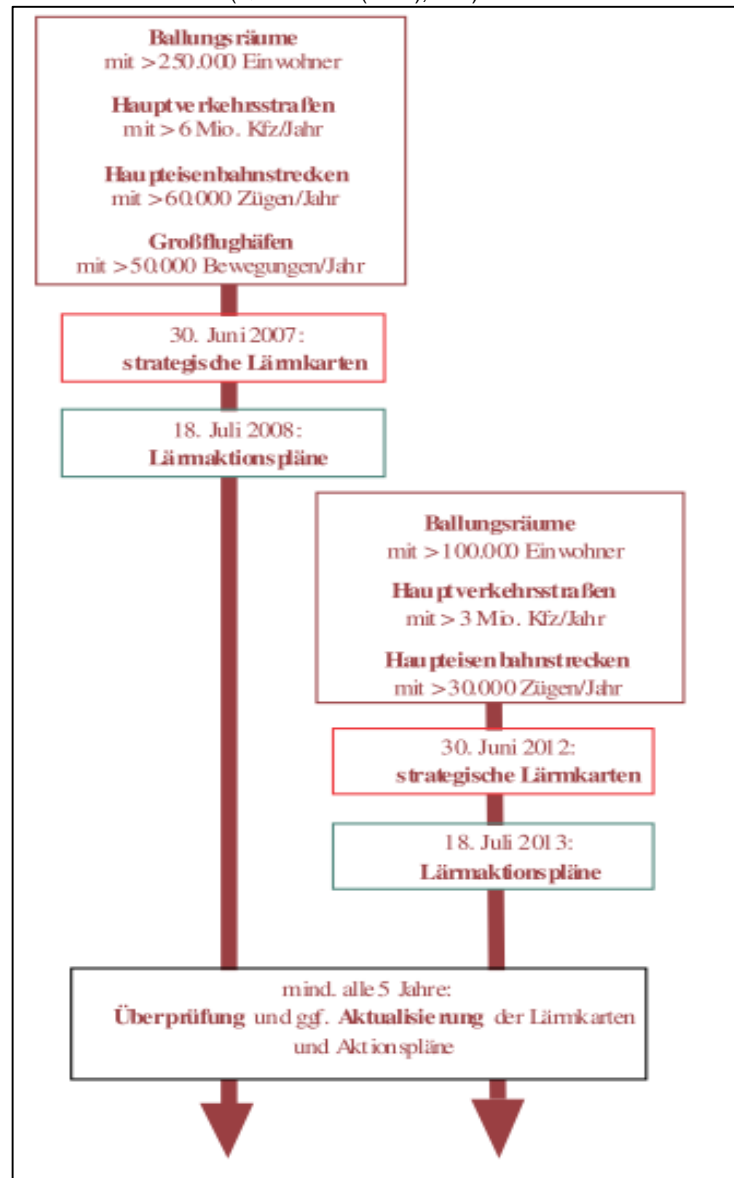 Ballungsräume
mit >250.000 Einwohner
Hauptverkehrsstraßen
mit > 6 Mio. Kfz/Jahr
Haupteisenbahnstrecken
mit >60.000 Zügen/Jahr
Großflughäfen
mit >50.000 Bewegungen/Jahr
30. Juni 2007:
strategische Lärmkarten
18. Juli 2008:
Lärmaktionspläne
Ballungsräume
mit >100.000 Einwohner
Hauptverkehrsstraßen
mit > 3 Mio. Kfz/Jahr
Haupteisenbahnstrecken
mit >30.000 Zügen/Jahr
30. Juni 2012:
strategische Lärmkarten
18. Juli 2013:
Lärmaktionspläne
mind. alle 5 Jahre:
Überprüfung und ggf. Aktualisierung der Lärmkarten
und Aktionspläne